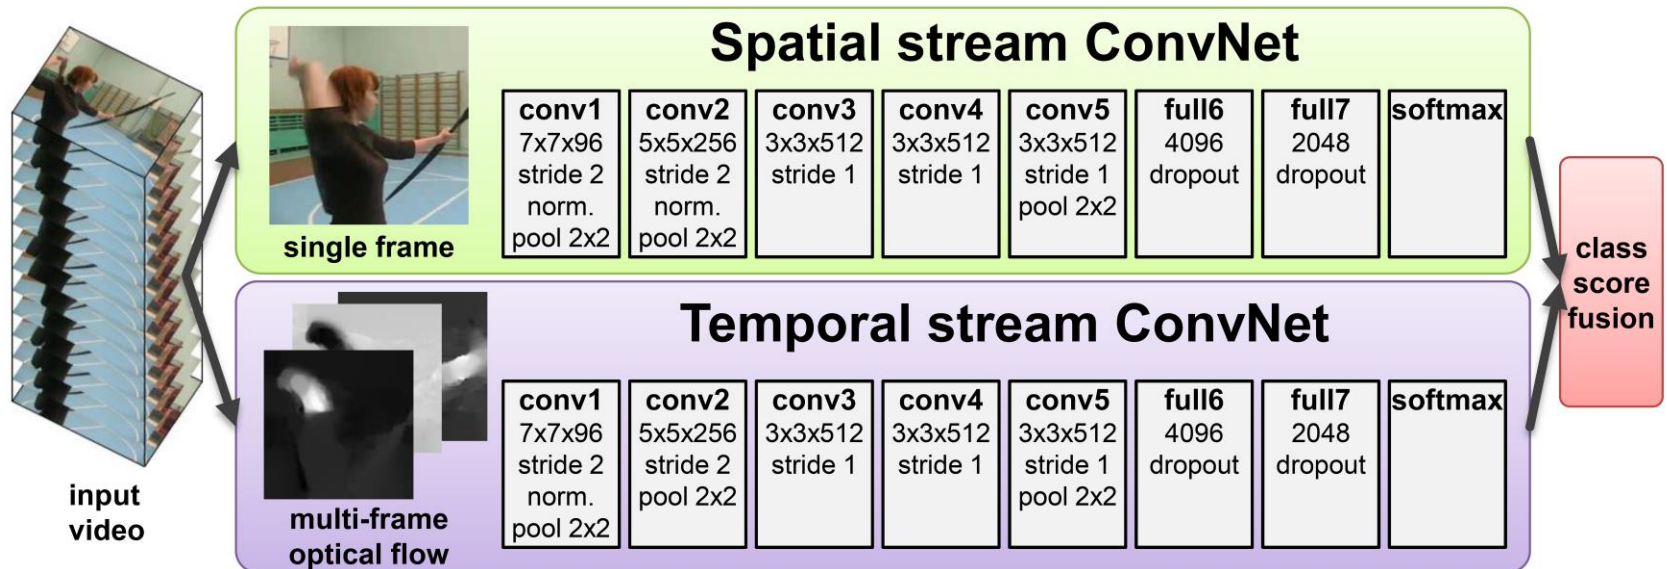 Spatial stream ConvNet
conv1
7x7x96
stride 2
norm.
pool 2x2
conv2
5x5x256
stride 2
norm.
pool 2x2
conv3
3x3x512
stride 1
conv4
3x3x512
stride 1
conv5
3x3x512
stride 1
pool 2x2
full6
4096
dropout
full7
2048
dropout
softmax
single frame
Temporal stream ConvNet
conv1
7x7x96
stride 2
norm.
pool 2x2
conv2
5x5x256
stride 2
pool 2x2
conv3
3x3x512
stride 1
conv4
3x3x512
stride 1
conv5
3x3x512
stride 1
pool 2x2
full6
4096
dropout
full7
2048
dropout
softmax
multi-frame
optical flow
input
video
class
score
fusion